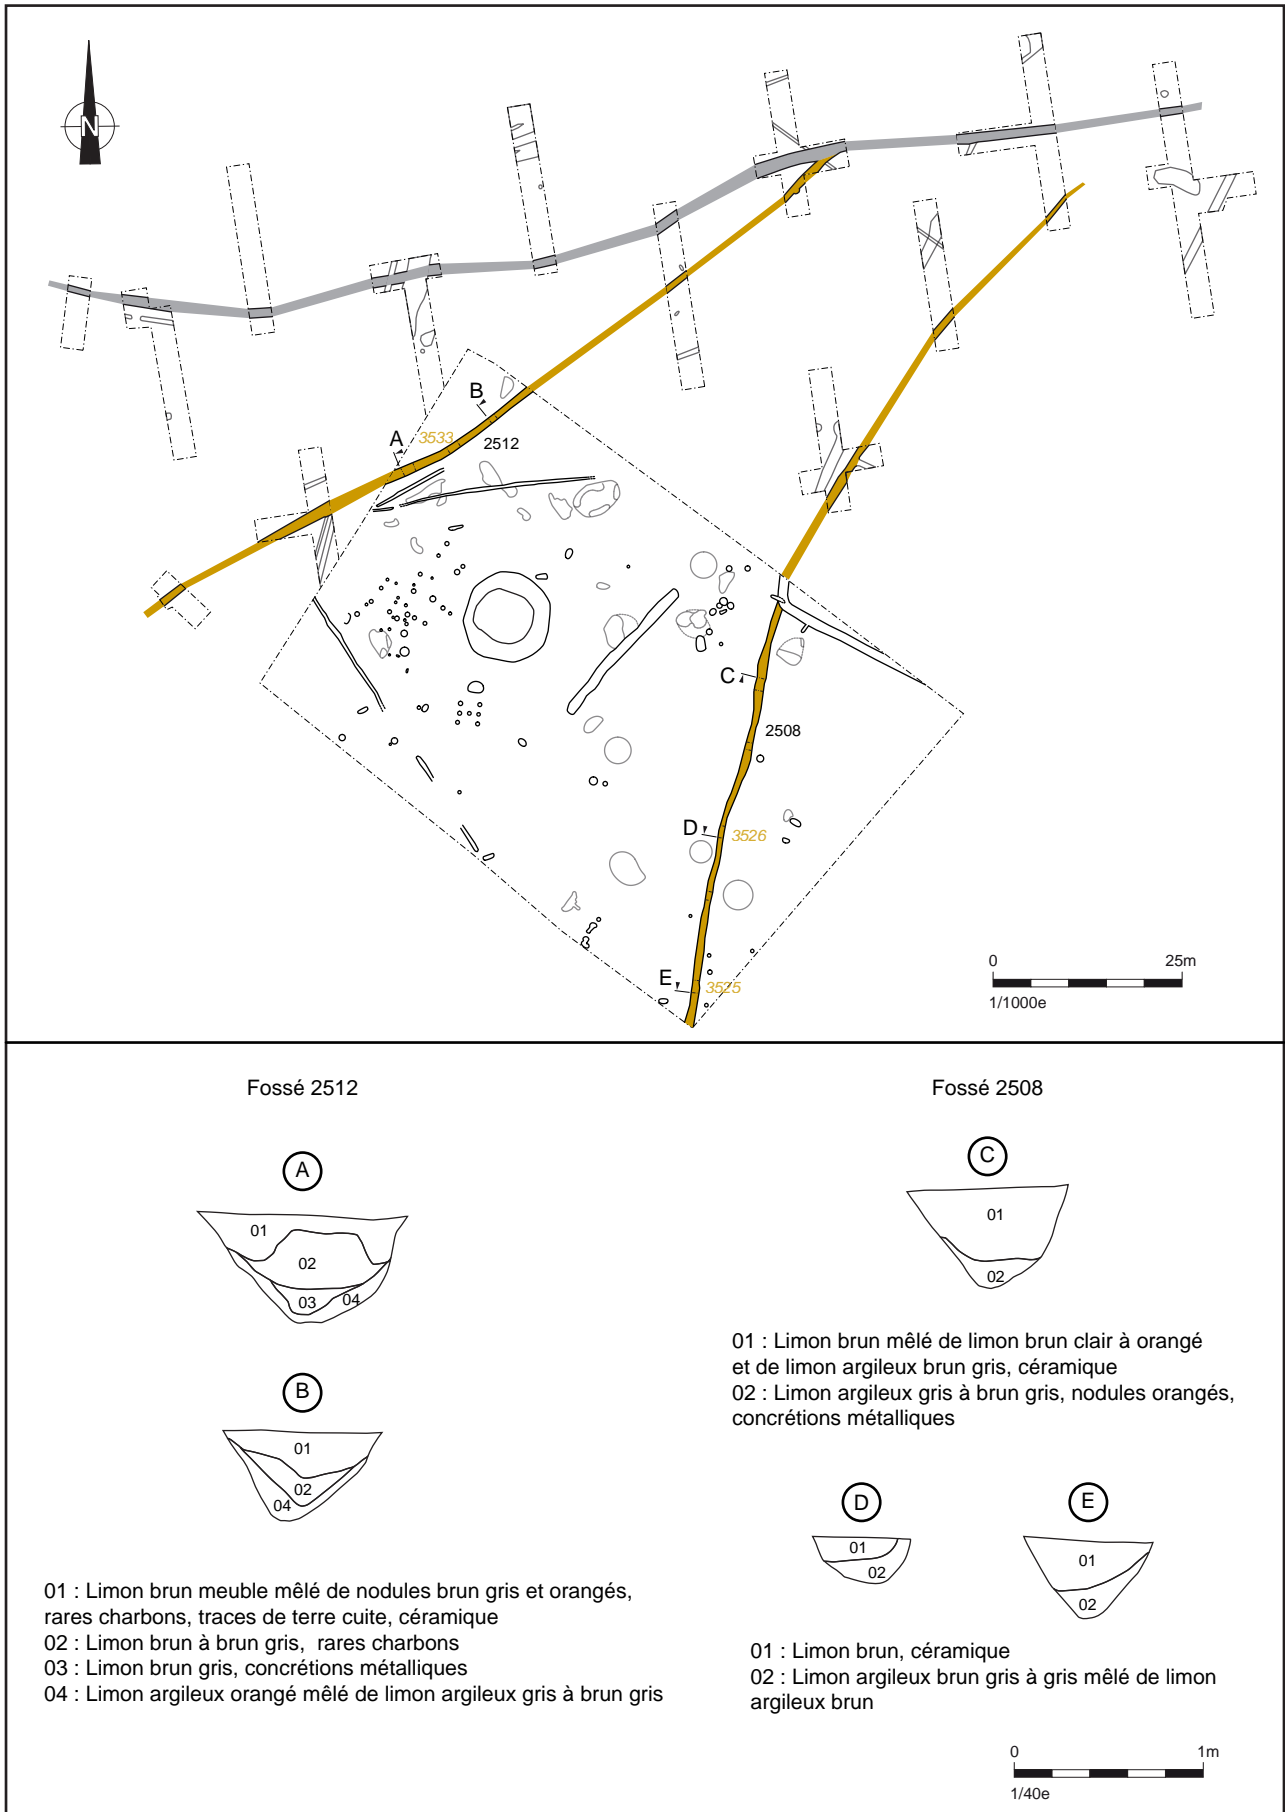 N
B
A
3533
2512
C
2508
D
3526
E
3525
0 25m
1/1000e
Fossé 2512
Fossé 2508
A
01
02
03
04
B
01
02
04
01 : Limon brun meuble mêlé de nodules brun gris et orangés,
rares charbons, traces de terre cuite, céramique
02 : Limon brun à brun gris, rares charbons
03 : Limon brun gris, concrétions métalliques
04 : Limon argileux orangé mêlé de limon argileux gris à brun gris
C
01
02
01 : Limon brun mêlé de limon brun clair à orangé
et de limon argileux brun gris, céramique
02 : Limon argileux gris à brun gris, nodules orangés,
concrétions métalliques
D
01
02
E
01
02
01 : Limon brun, céramique
02 : Limon argileux brun gris à gris mêlé de limon
argileux brun
0 1m
1/40e